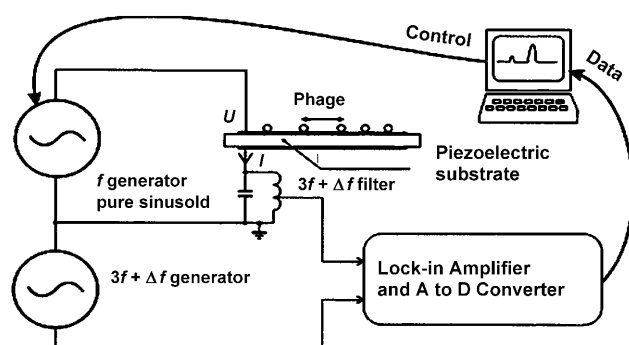 Control
Data
Phage
U
I
Piezoelectric
substrate
f generator
pure sinusold
3f + Δf filter
3f + Δf generator
Lock-in Amplifier
and A to D Converter